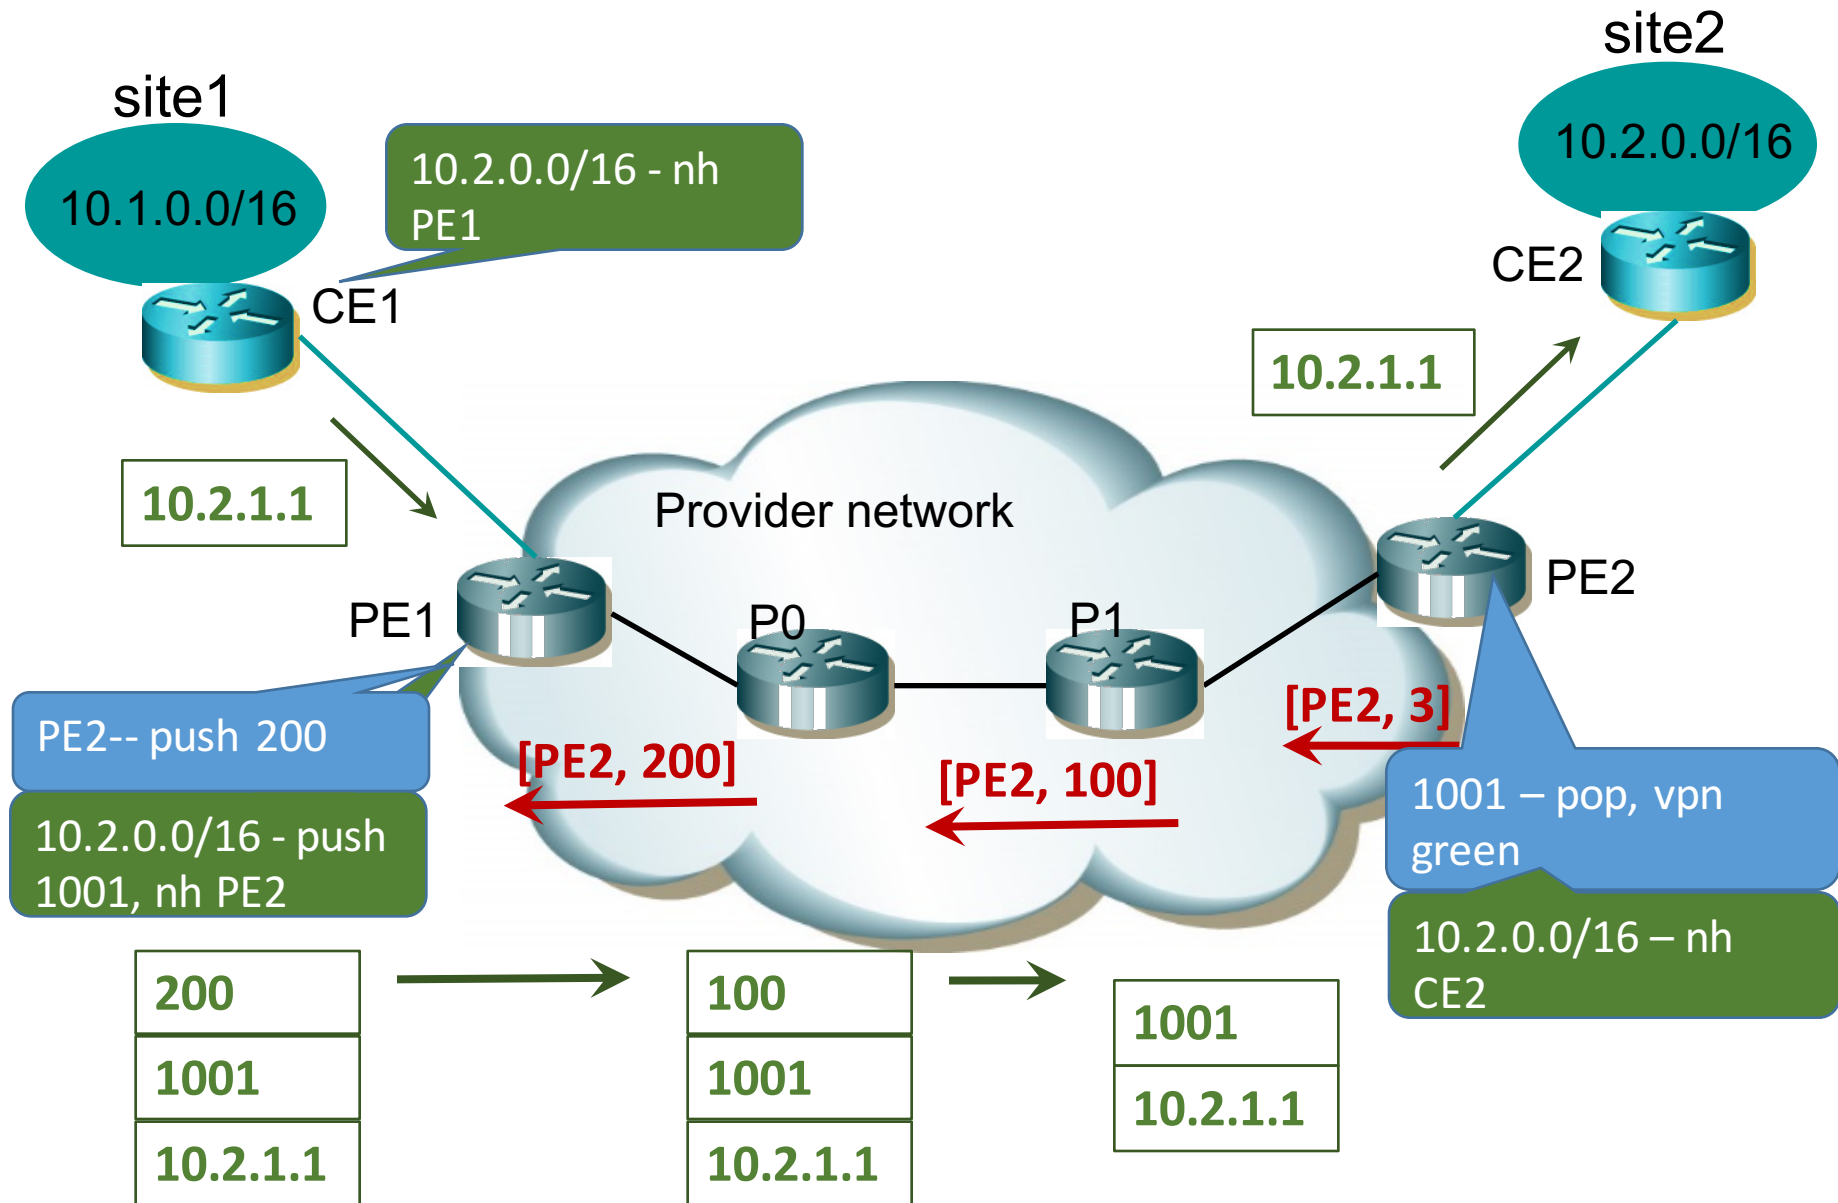 site2
site1
10.2.0.0/16
10.2.0.0/16 - nh
PE1
10.1.0.0/16
CE2
CE1
10.2.1.1
10.2.1.1
Provider network
PE2
PE1
P0
P1
[PE2, 3]
PE2-- push 200
[PE2, 200]
[PE2, 100]
1001 – pop, vpn
green
10.2.0.0/16 - push
1001, nh PE2
10.2.0.0/16 – nh
CE2
200
1001
10.2.1.1
100
1001
10.2.1.1
1001
10.2.1.1